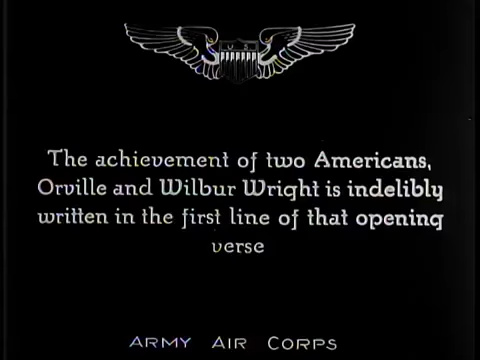 U S
The achievement of two Americans,
Orville and Wilbur Wright is indelibly
written in the first line of that opening
verse
ARMY AIR CORPS